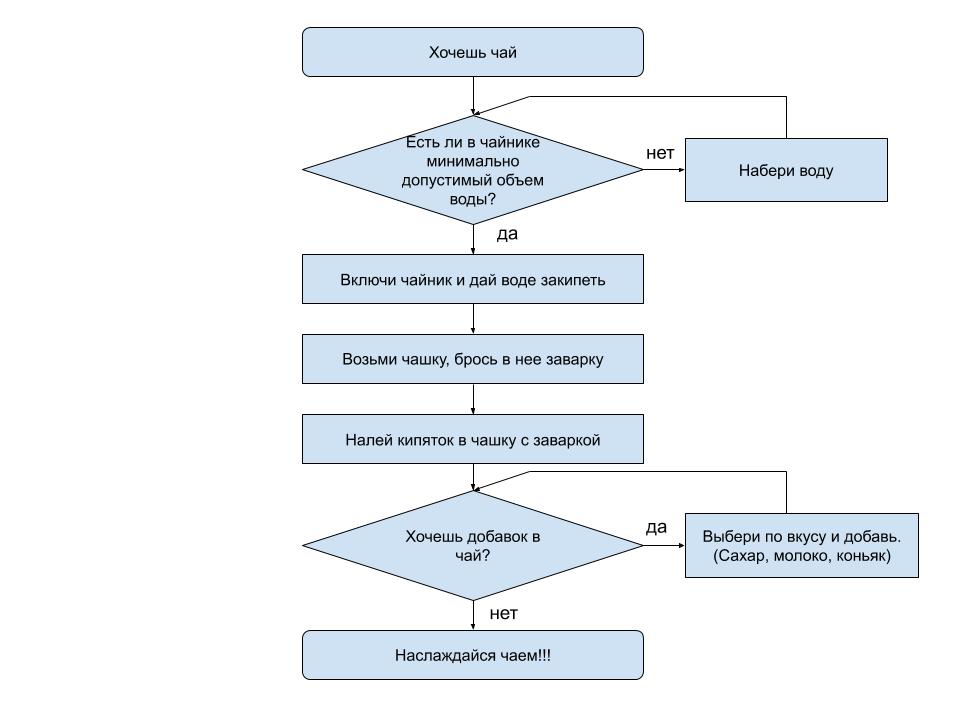 Хочешь чай
Есть ли в чайнике
минимально
допустимый объем
воды?
нет
Набери воду
да
Включи чайник и дай воде закипеть
Возьми чашку, брось в нее заварку
Налей кипяток в чашку с заваркой
Хочешь добавок в
чай?
да
Выбери по вкусу и добавь.
(Сахар, молоко, коньяк)
нет
Наслаждайся чаем!!!